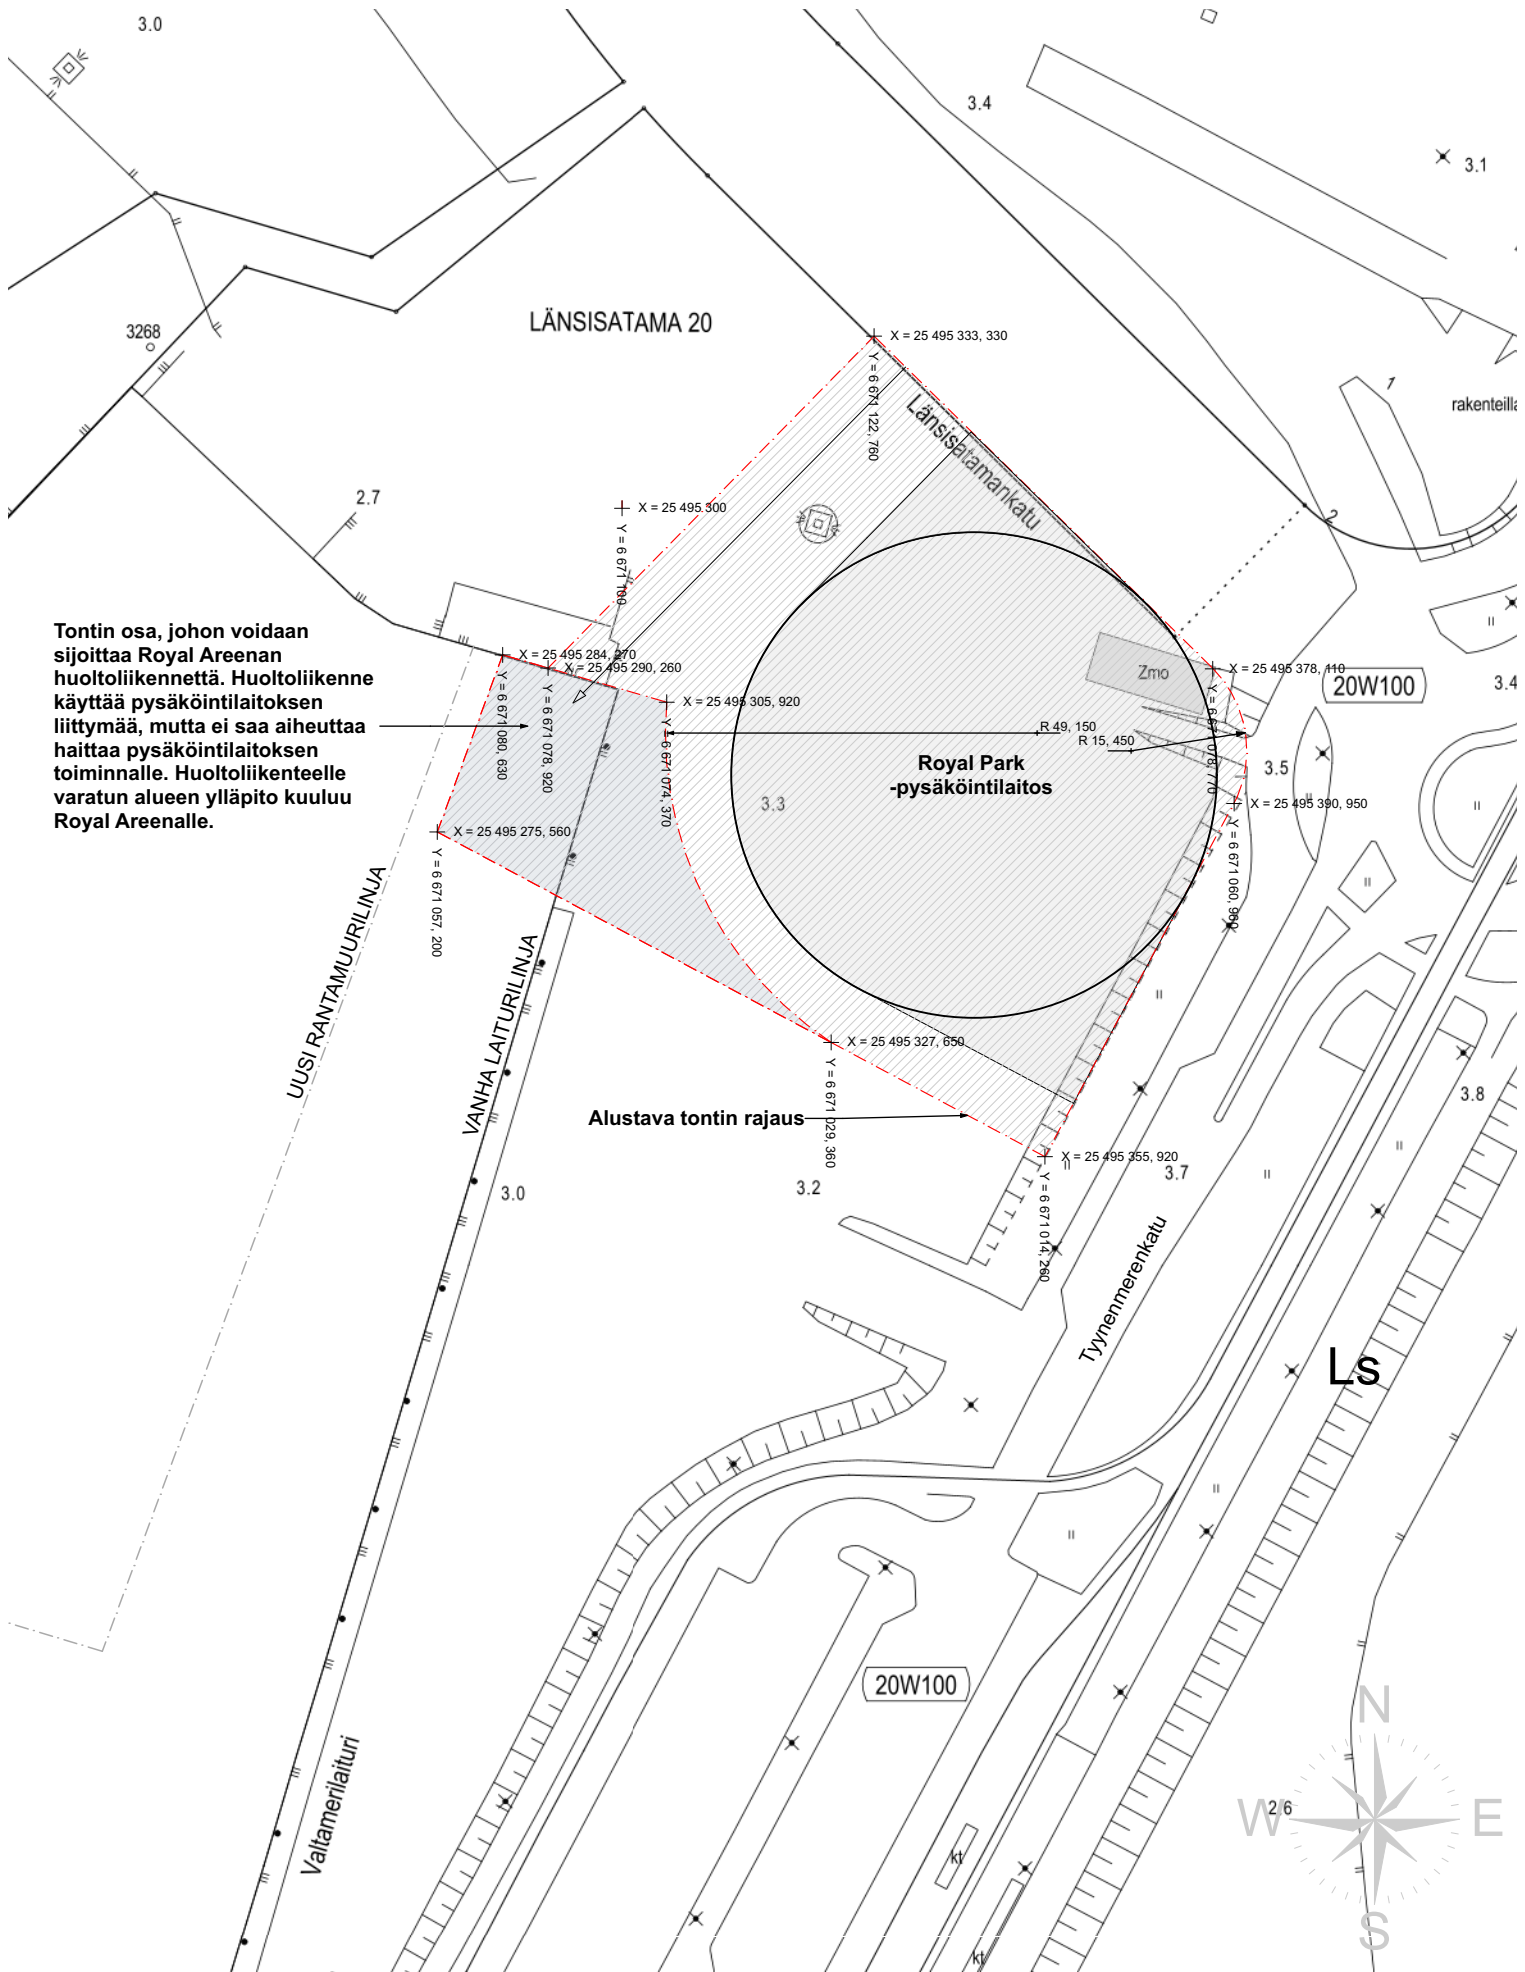 3.0
3.4
3.1
3268
LÄNSISATAMA 20
X = 25 495 333, 330
Y = 6 671 122, 760
Länsisatamankatu
1
rakenteilla
2
2.7
X = 25 495 300
Y = 6 671 100
Tontin osa, johon voidaan
sijoittaa Royal Areenan
huoltoliikennettä. Huoltoliikenne
käyttää pysäköintilaitoksen
liittymää, mutta ei saa aiheuttaa
haittaa pysäköintilaitoksen
toiminnalle. Huoltoliikenteelle
varatun alueen ylläpito kuuluu
Royal Areenalle.
X = 25 495 284, 270
Y = 6 671 080, 630
X = 25 495 290, 260
Y = 6 671 078, 920
X = 25 495 305, 920
Y = 6 671 074, 370
Zmo
X = 25 495 378, 110
Y = 6 671 078, 770
20W100
3.4
R 49, 150
R 15, 450
Royal Park
-pysäköintilaitos
3.5
3.3
X = 25 495 390, 950
Y = 6 671 060, 960
X = 25 495 275, 560
Y = 6 671 057, 200
UUSI RANTAMUURILINJA
VANHA LAITURILINJA
X = 25 495 327, 650
Y = 6 671 029, 360
Alustava tontin rajaus
X = 25 495 355, 920
Y = 6 671 014, 260
3.8
3.7
3.0
3.2
Tyynenmerenkatu
Ls
20W100
Valtamerilaituri
N
W
E
S
2.6
kt
kt